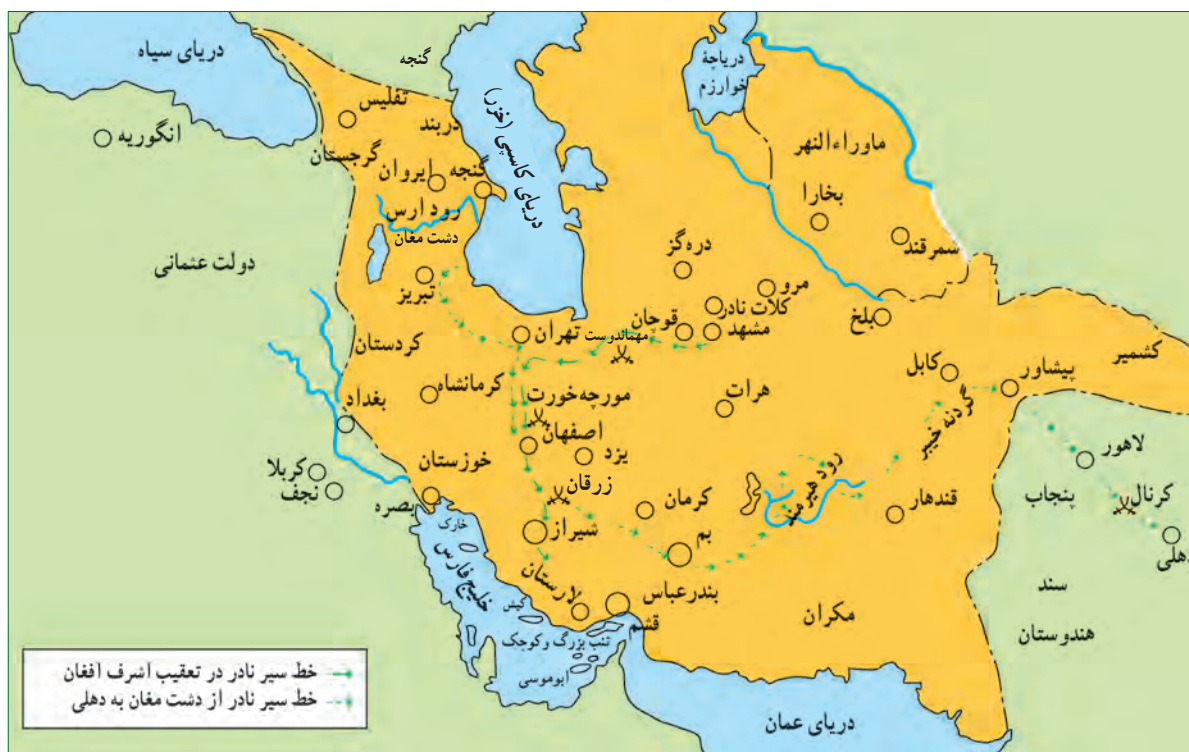 دریای سیاه
گنجه
دریاچهٔ
خوارزم
تفلیس
دربند
انگوریه
گرجستان
ایروان
گنجه
رود ارس
دشت مغان
دریای کاسپی (خزر)
ماوراءالنهر
بخارا
سمرقند
دولت عثمانی
تبریز
دره گز
مرو
کلات نادر
قوچان
مشهد
بلخ
تهران
مهماندوست
کردستان
کشمیر
کابل
پیشاور
گردنه خیبر
کرمانشاه
مورچه خورت
هرات
بغداد
اصفهان
یزد
لاهور
کربلا
نجف
خوزستان
زرقان
رود هیرمند
پنجاب
کرنال
بصره
کرمان
قندهار
خارک
شیراز
بم
دهلی
خلیج فارس
لارستان
بندرعباس
سند
کیش
قشم
مکران
هندوستان
تنب بزرگ و کوچک
ابوموسی
دریای عمان
خط سیر نادر در تعقیب اشرف افغان
خط سیر نادر از دشت مغان به دهلی